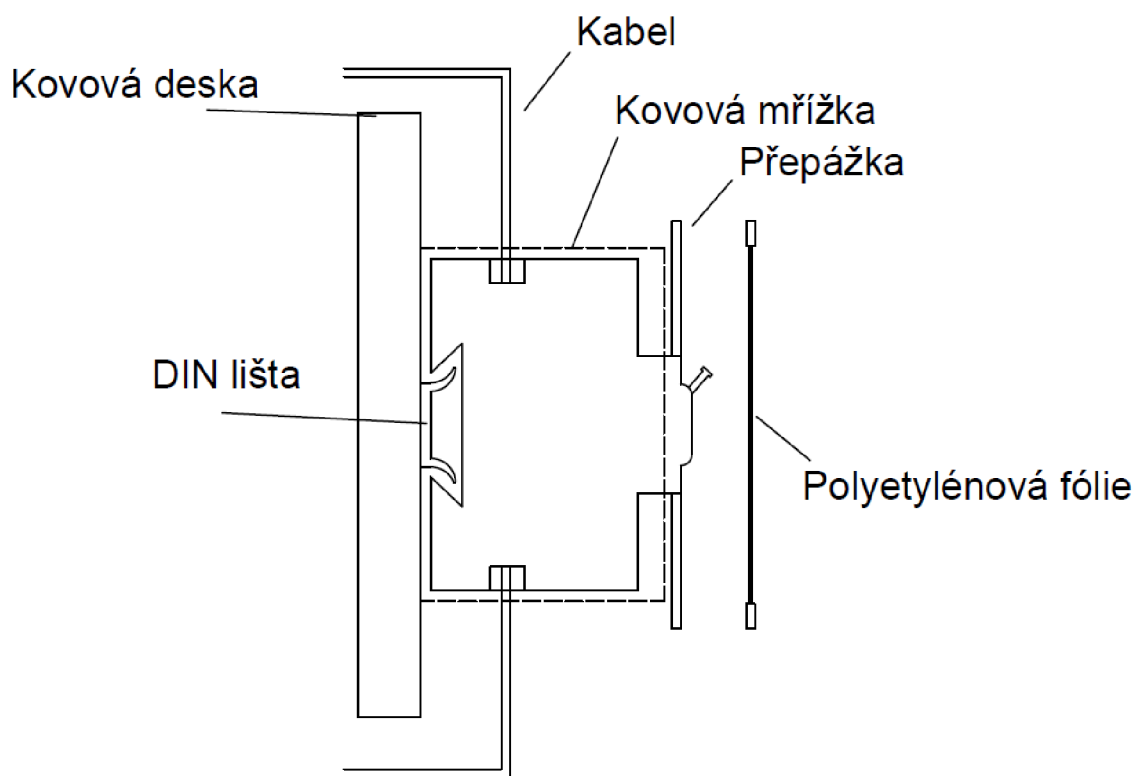 Kabel
Kovová deska
Kovová mřížka
Přepážka
DIN lišta
Polyetylénová fólie